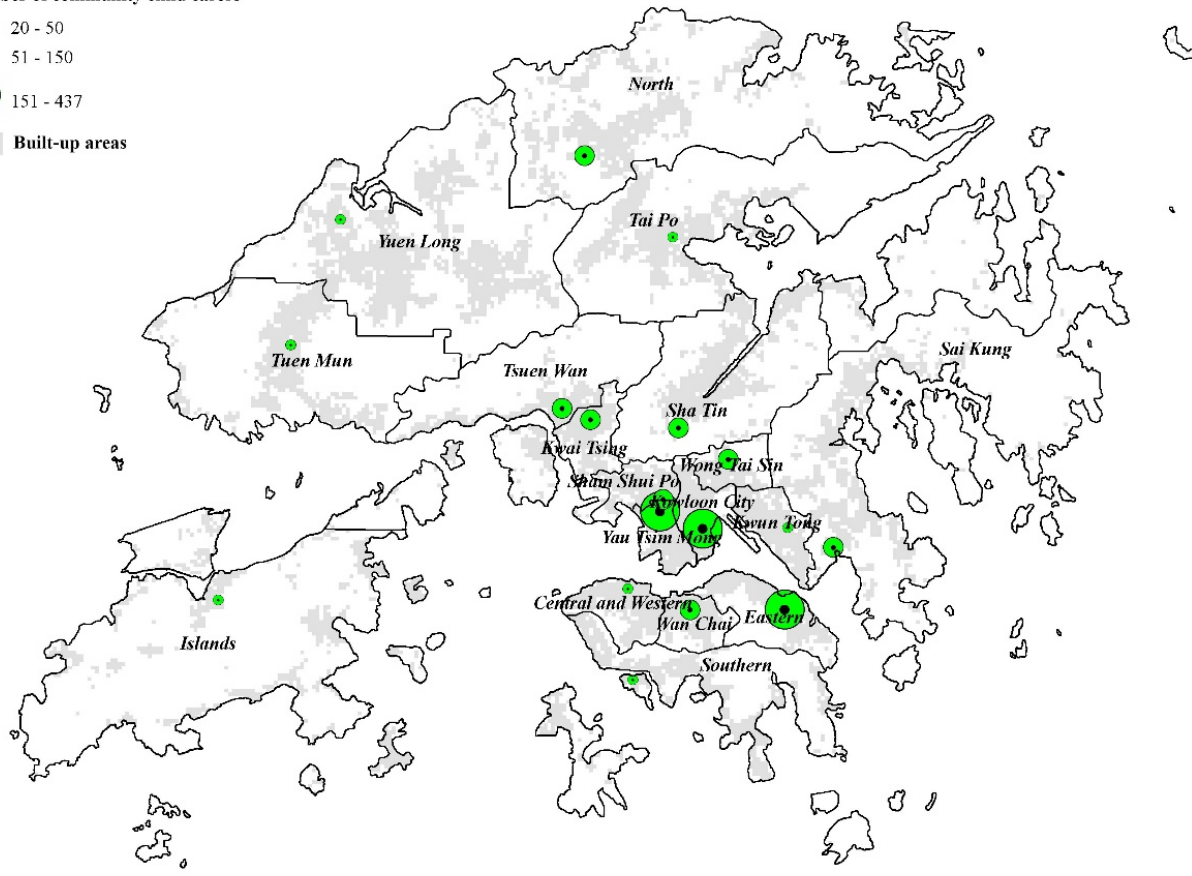 20 - 50
51 - 150
151 - 437
Built-up areas
North
Tai Po
Yuen Long
Tuen Mun
Tsuen Wan
Sai Kung
Sha Tin
Kwai Tsing
Wong Tai Sin
Sham Shui Po
Kowloon City
Kwun Tong
Yau Tsim Mong
Central and Western
Wan Chai
Eastern
Islands
Southern